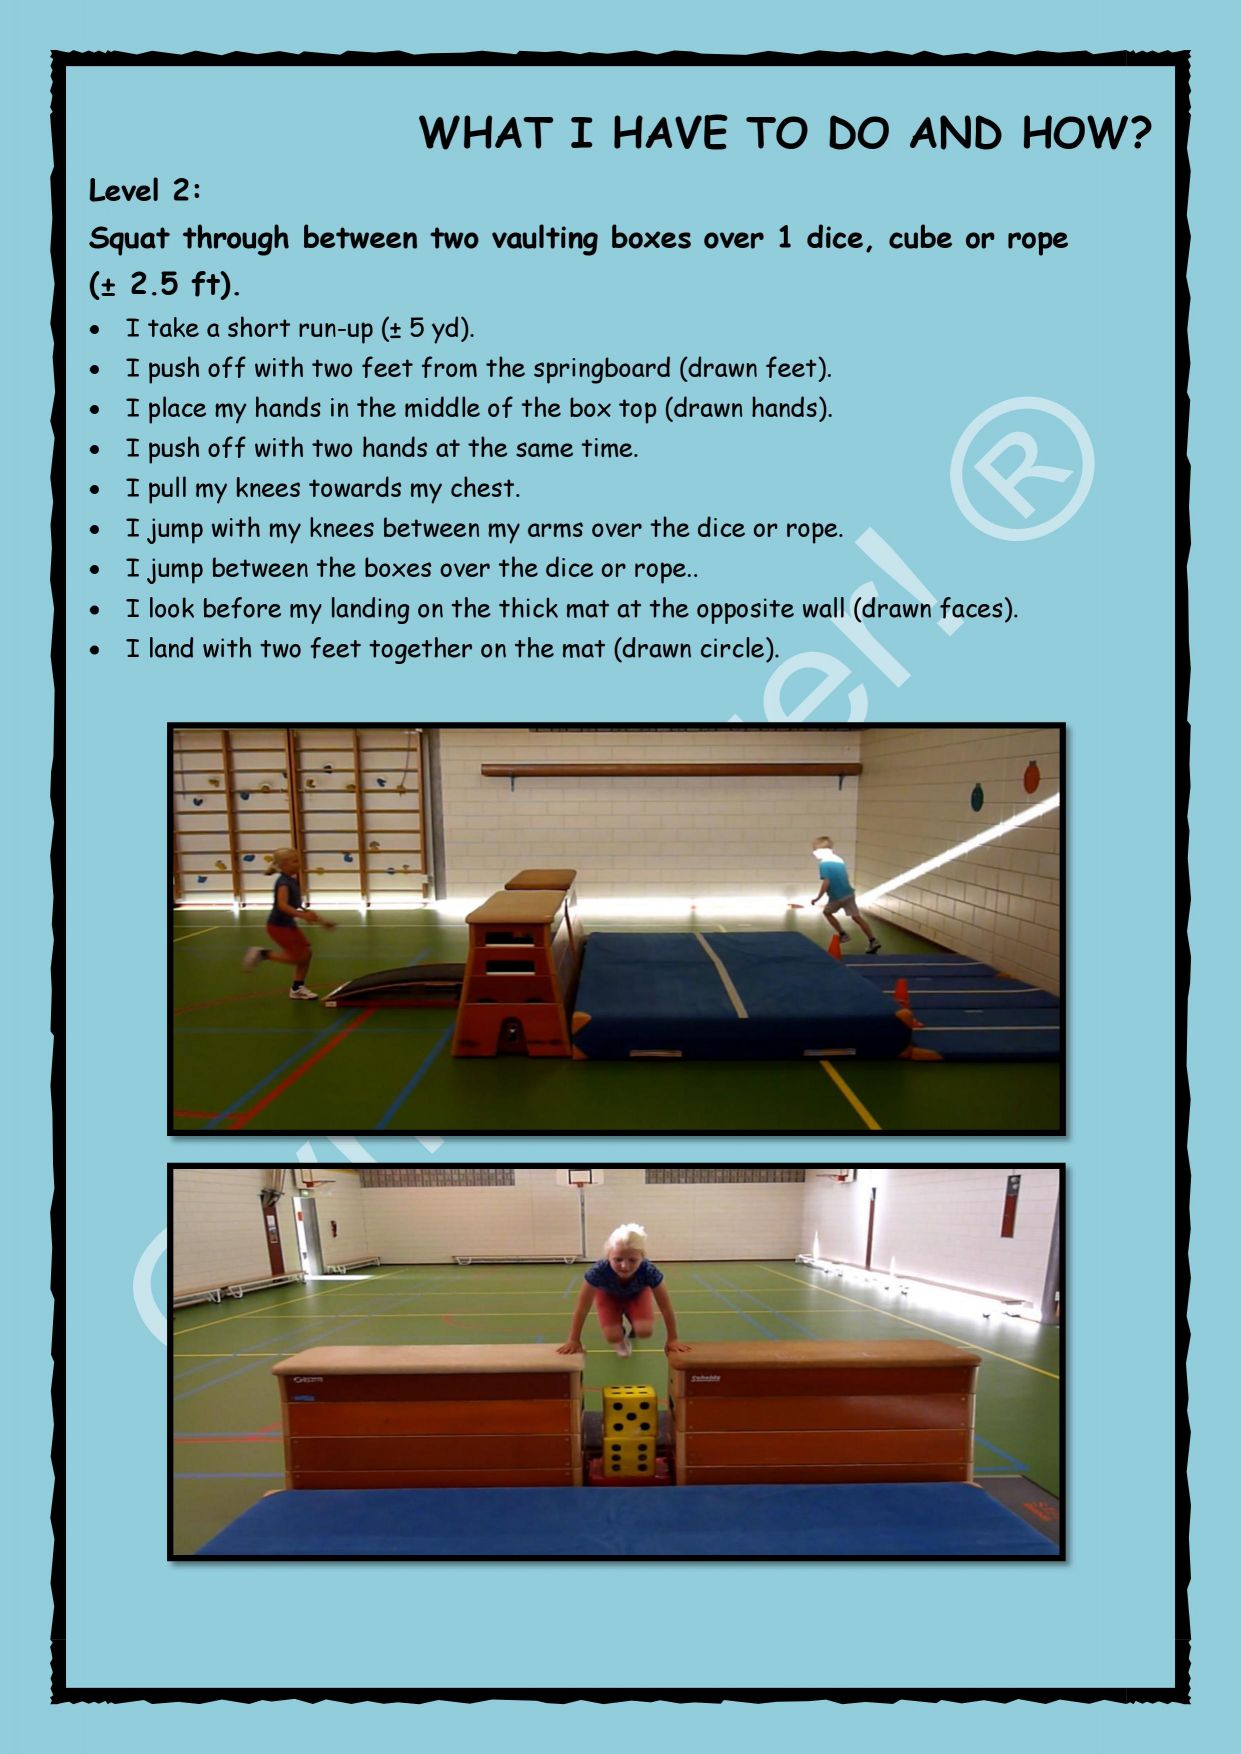 WHAT I HAVE TO DO AND HOW?
Level 2:
Squat through between two vaulting boxes over 1 dice, cube or rope
(± 2.5 ft).
• I take a short run-up (± 5 yd).
• I push off with two feet from the springboard (drawn feet).
• I place my hands in the middle of the box top (drawn hands).
• I push off with two hands at the same time.
• I pull my knees towards my chest.
• I jump with my knees between my arms over the dice or rope.
• I jump between the boxes over the dice or rope..
• I look before my landing on the thick mat at the opposite wall (drawn faces).
• I land with two feet together on the mat (drawn circle).
er! ®